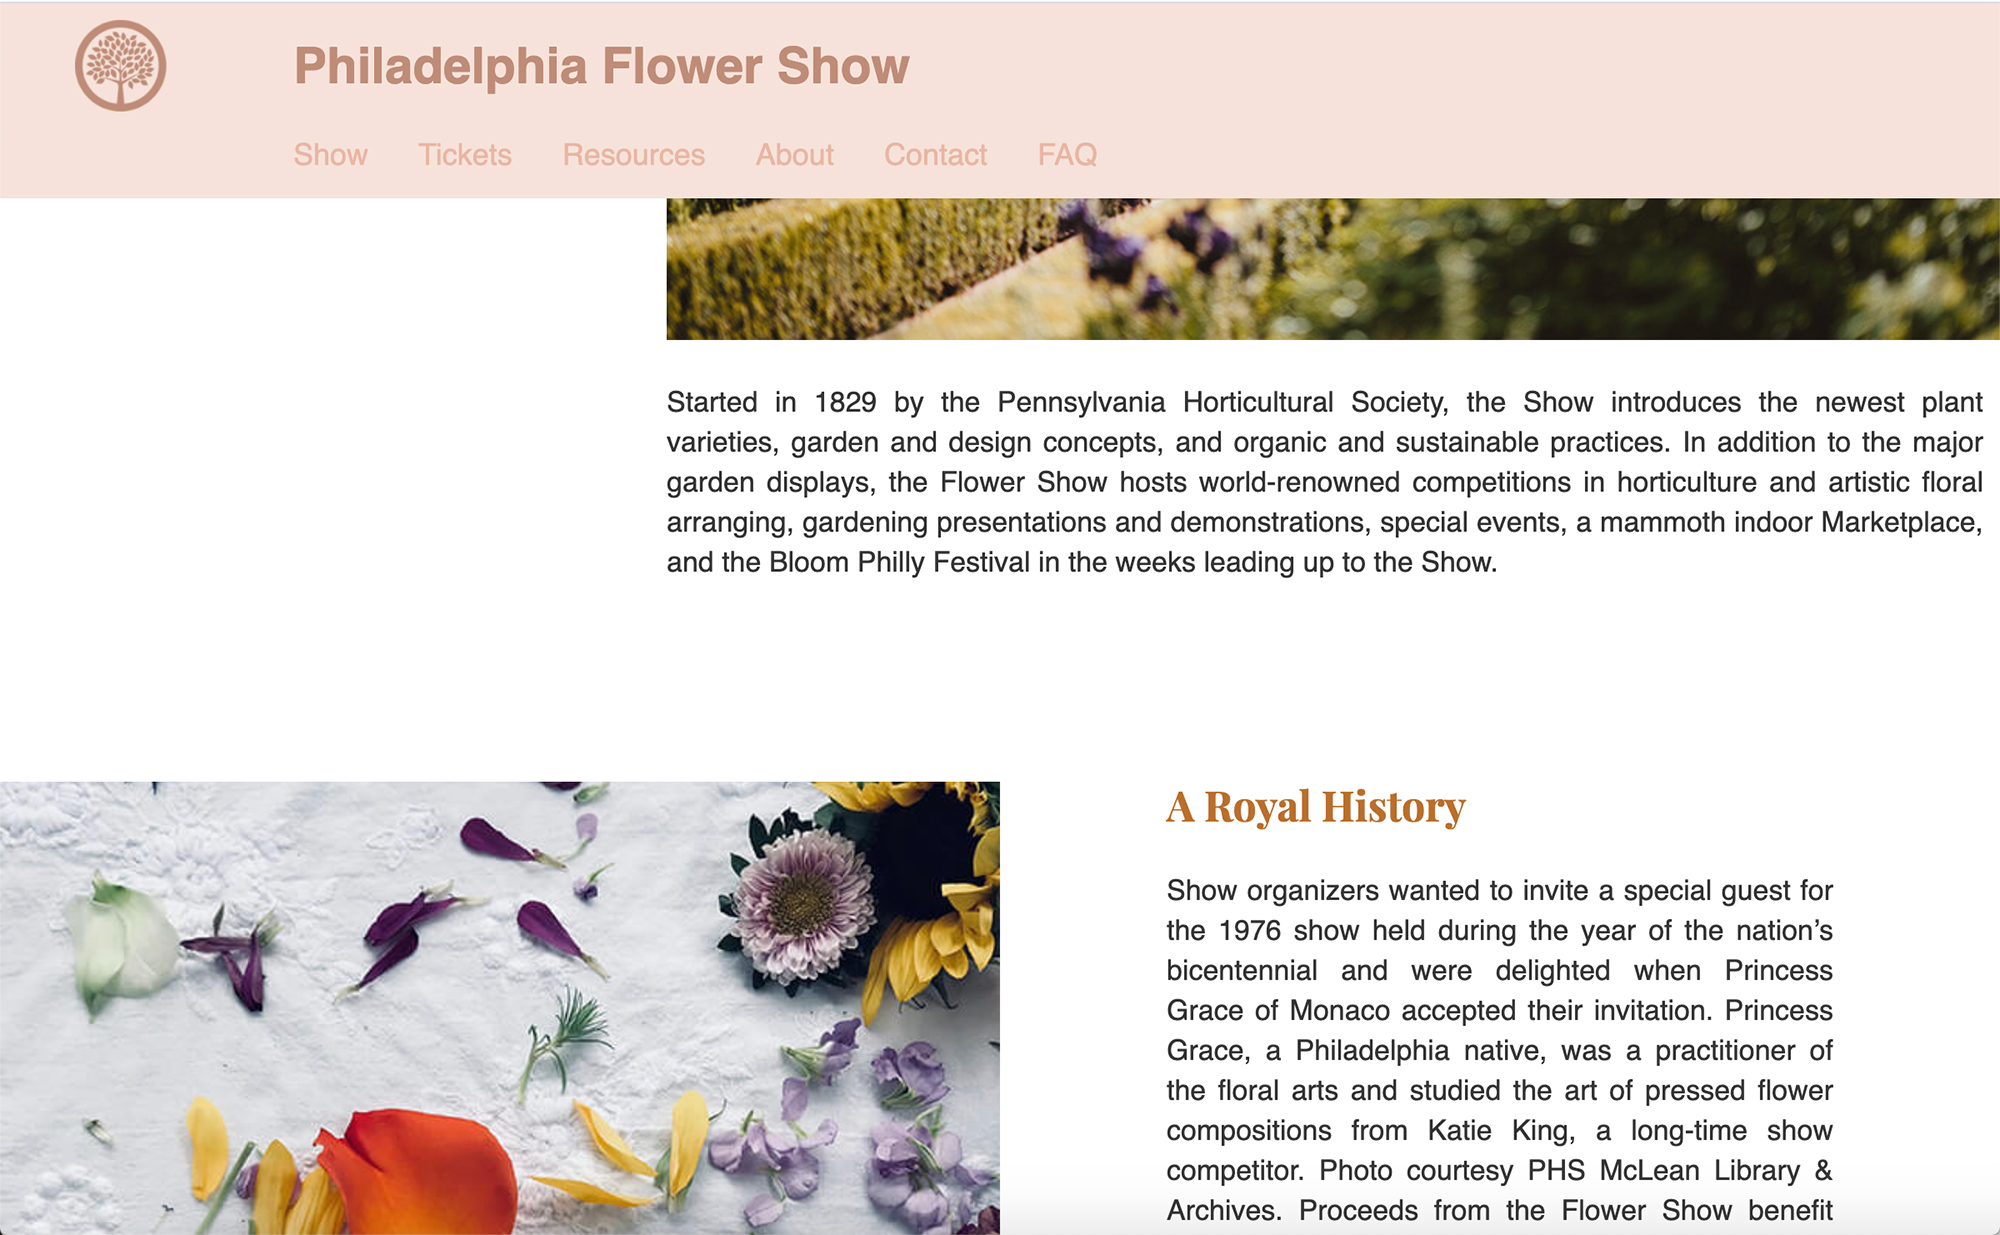 Philadelphia Flower Show
Show Tickets Resources About Contact FAQ
Started in 1829 by the Pennsylvania Horticultural Society, the Show introduces the newest plant
varieties, garden and design concepts, and organic and sustainable practices. In addition to the major
garden displays, the Flower Show hosts world-renowned competitions in horticulture and artistic floral
arranging, gardening presentations and demonstrations, special events, a mammoth indoor Marketplace,
and the Bloom Philly Festival in the weeks leading up to the Show.
A Royal History
Show organizers wanted to invite a special guest for
the 1976 show held during the year of the nation’s
bicentennial and were delighted when Princess
Grace of Monaco accepted their invitation. Princess
Grace, a Philadelphia native, was a practitioner of
the floral arts and studied the art of pressed flower
compositions from Katie King, a long-time show
competitor. Photo courtesy PHS McLean Library &
Archives. Proceeds from the Flower Show benefit